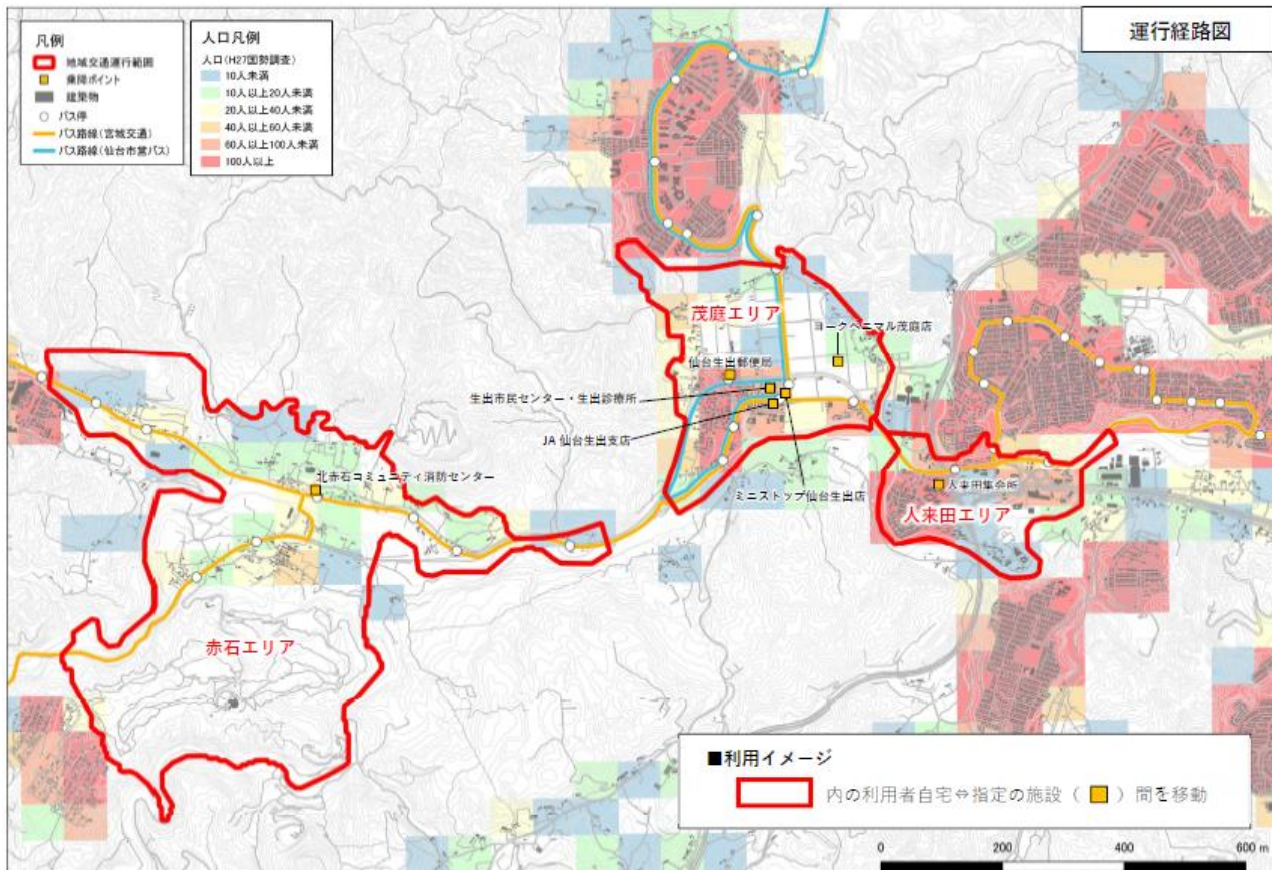 運行経路図
凡例
地域交通運行範囲
乗降ポイント
建築物
バス停
バス路線（宮城交通）
バス路線（仙台市営バス）
人口凡例
人口（H27国勢調査）
10人未満
10人以上20人未満
20人以上40人未満
40人以上60人未満
60人以上100人未満
100人以上
茂庭エリア
ヨークベニマル茂庭店
仙台生出郵便局
生出市民センター・生出診療所
JA 仙台生出支店
北赤石コミュニティ消防センター
ミニストップ仙台生出店
人来田集会所
人来田エリア
赤石エリア
■利用イメージ
内の利用者自宅⇔指定の施設（ ）間を移動
0 200 400 600 m